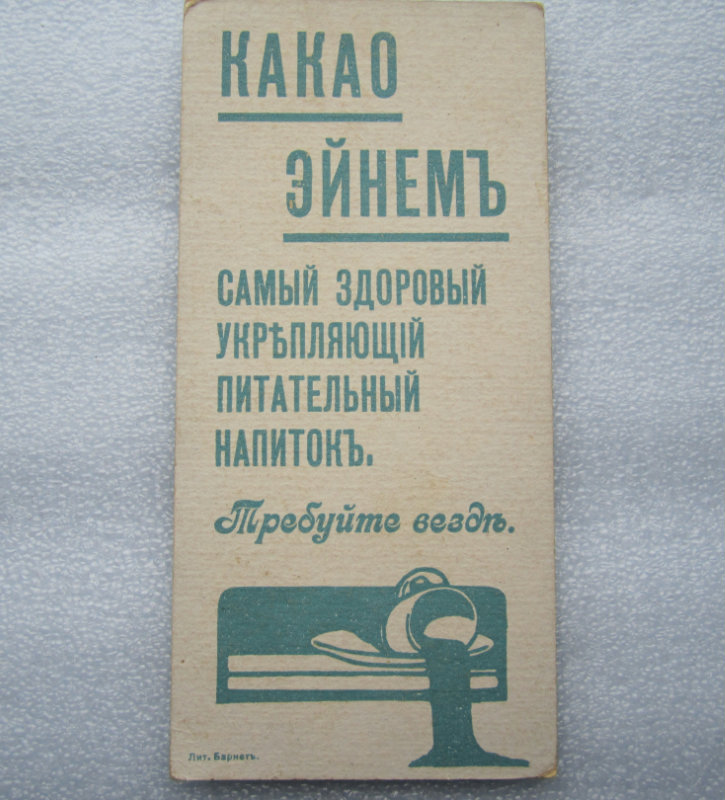 КАКАО
ЭЙНЕМЪ
САМЫЙ ЗДОРОВЫЙ
УКРѢПЛЯЮЩІЙ
ПИТАТЕЛЬНЫЙ
НАПИТОКЪ.
Требуйте вездѣ.
Лит. Барнетъ.